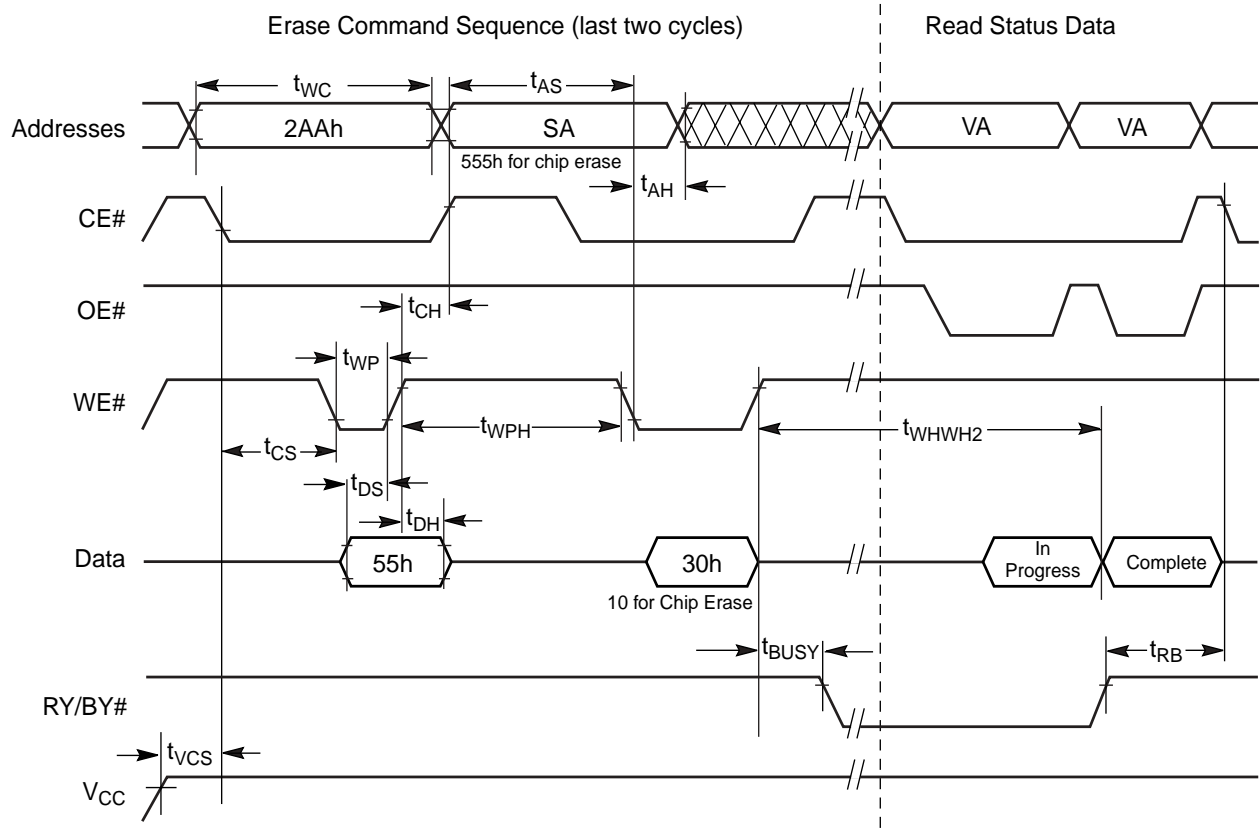 Erase Command Sequence (last two cycles)
Read Status Data
tWC
tAS
Addresses
2AAh
SA
VA
VA
555h for chip erase
tAH
CE#
OE#
tCH
tWP
WE#
tWPH
tWHWH2
tCS
tDS
tDH
Data
55h
30h
In
Progress
Complete
10 for Chip Erase
tBUSY
tRB
RY/BY#
tVCS
VCC